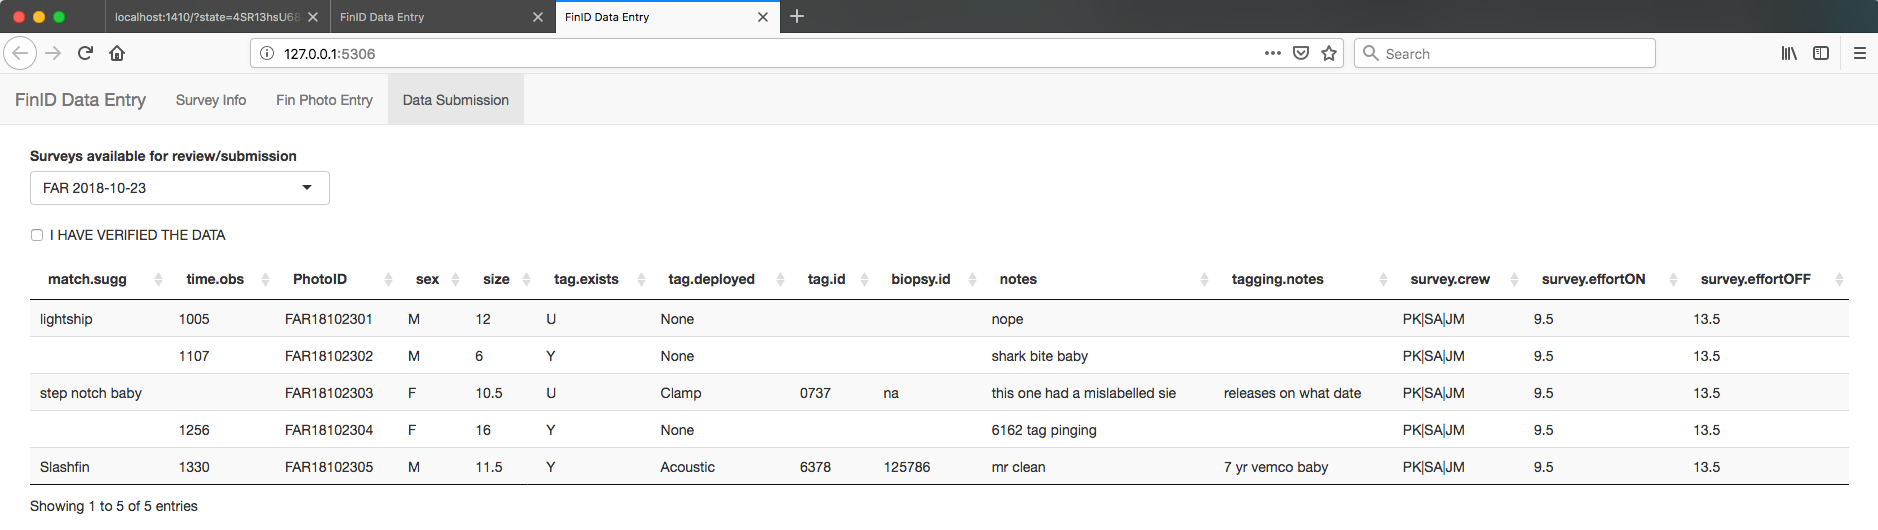 localhost:1410/?state=4SR13hsU68
FinID Data Entry
FinID Data Entry
127.0.0.1:5306
Search
FinID Data Entry Survey Info Fin Photo Entry Data Submission
Surveys available for review/submission
FAR 2018-10-23
I HAVE VERIFIED THE DATA
match.sugg time.obs PhotoID sex size tag.exists tag.deployed tag.id biopsy.id notes tagging.notes survey.crew survey.effortON survey.effortOFF
lightship 1005 FAR18102301 M 12 U None nope PK|SA|JM 9.5 13.5
1107 FAR18102302 M 6 Y None shark bite baby PK|SA|JM 9.5 13.5
step notch baby FAR18102303 F 10.5 U Clamp 0737 na this one had a mislabelled sie releases on what date PK|SA|JM 9.5 13.5
1256 FAR18102304 F 16 Y None 6162 tag pinging PK|SA|JM 9.5 13.5
Slashfin 1330 FAR18102305 M 11.5 Y Acoustic 6378 125786 mr clean 7 yr vemco baby PK|SA|JM 9.5 13.5
Showing 1 to 5 of 5 entries